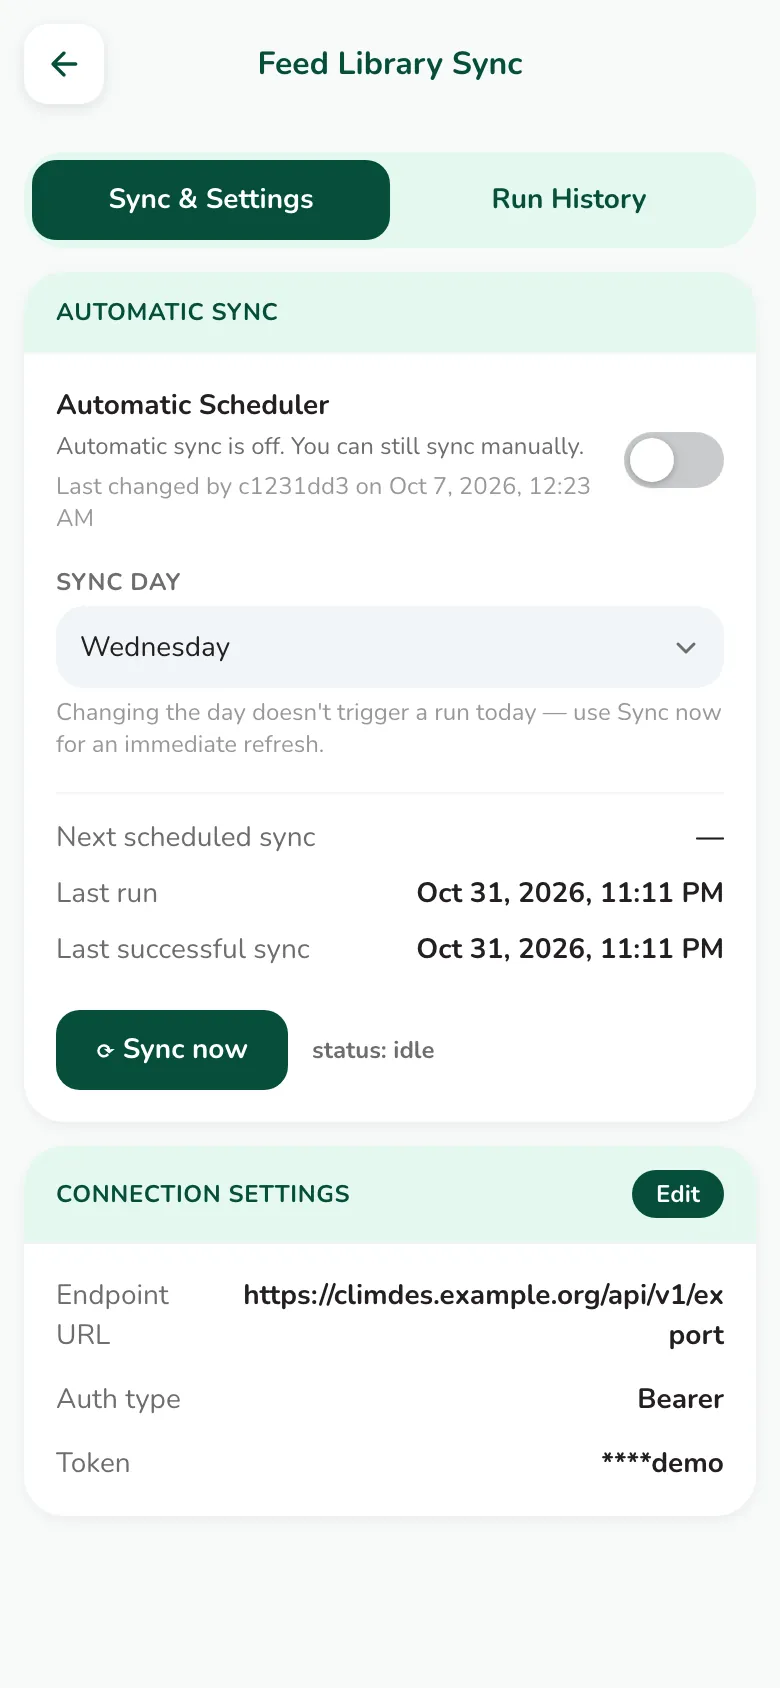 Feed Library Sync
Sync & Settings
Run History
AUTOMATIC SYNC
Automatic Scheduler
Automatic sync is off. You can still sync manually.
Last changed by c1231dd3 on Oct 7, 2026, 12:23
AM
SYNC DAY
Wednesday
Changing the day doesn't trigger a run today — use Sync now
for an immediate refresh.
Next scheduled sync —
Last run Oct 31, 2026, 11:11 PM
Last successful sync Oct 31, 2026, 11:11 PM
⟳ Sync now
status: idle
CONNECTION SETTINGS
Edit
Endpoint https://climdes.example.org/api/v1/ex
URL port
Auth type Bearer
Token ****demo